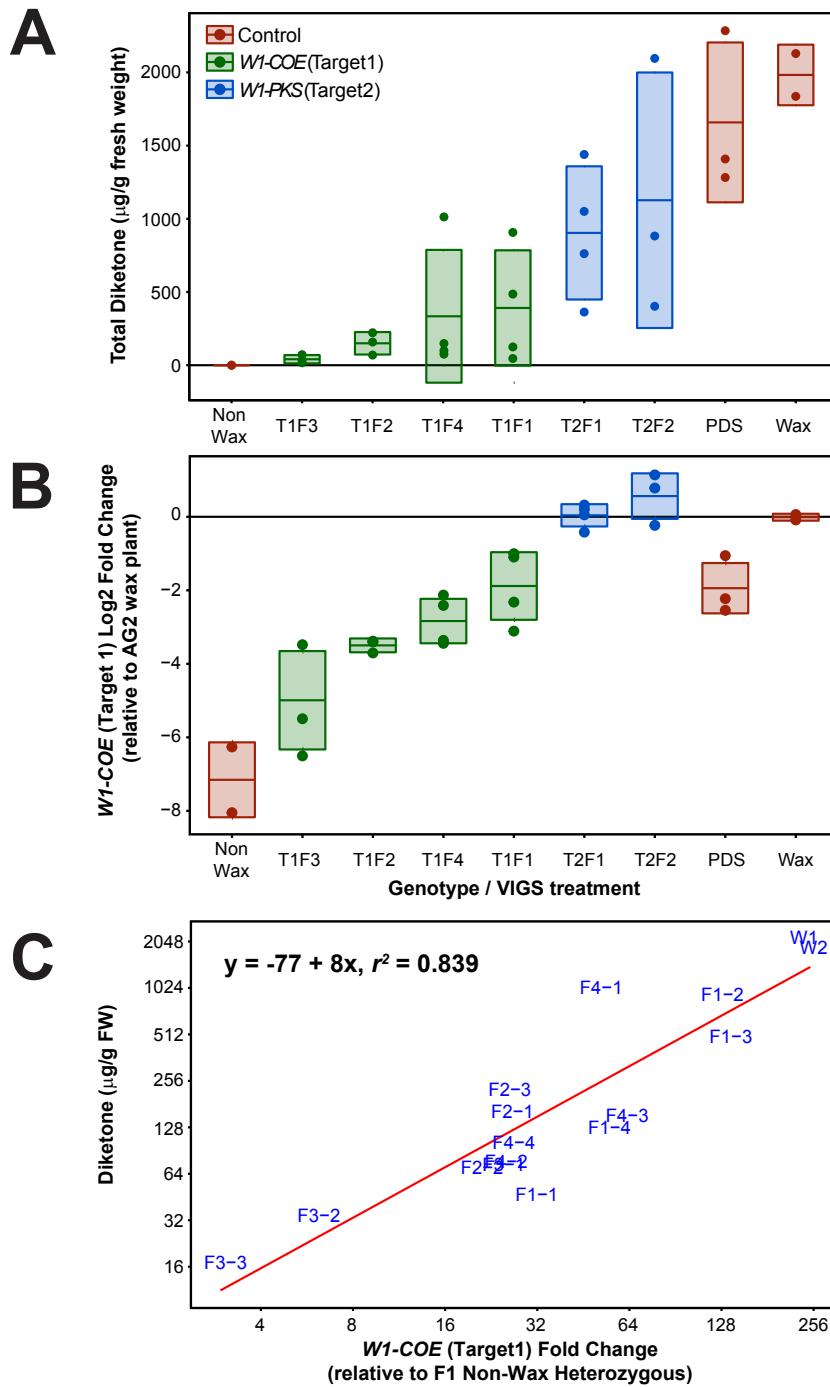 A
Control
W1-COE(Target1)
W1-PKS(Target2)
Total Diketone (μg/g fresh weight)
2000
1500
1000
500
0
Non Wax T1F3 T1F2 T1F4 T1F1 T2F1 T2F2 PDS Wax
B
W1-COE (Target 1) Log2 Fold Change
(relative to AG2 wax plant)
0
−2
−4
−6
−8
Non Wax T1F3 T1F2 T1F4 T1F1 T2F1 T2F2 PDS Wax
Genotype / VIGS treatment
C
y = -77 + 8x, r² = 0.839
Diketone (μg/g FW)
2048
1024
512
256
128
64
32
16
W1
W2
F4−1
F1−2
F1−3
F2−3
F2−1
F4−3
F1−4
F4−4
F4−2
F2−2
F1−1
F3−2
F3−3
4 8 16 32 64 128 256
W1-COE (Target1) Fold Change
(relative to F1 Non-Wax Heterozygous)